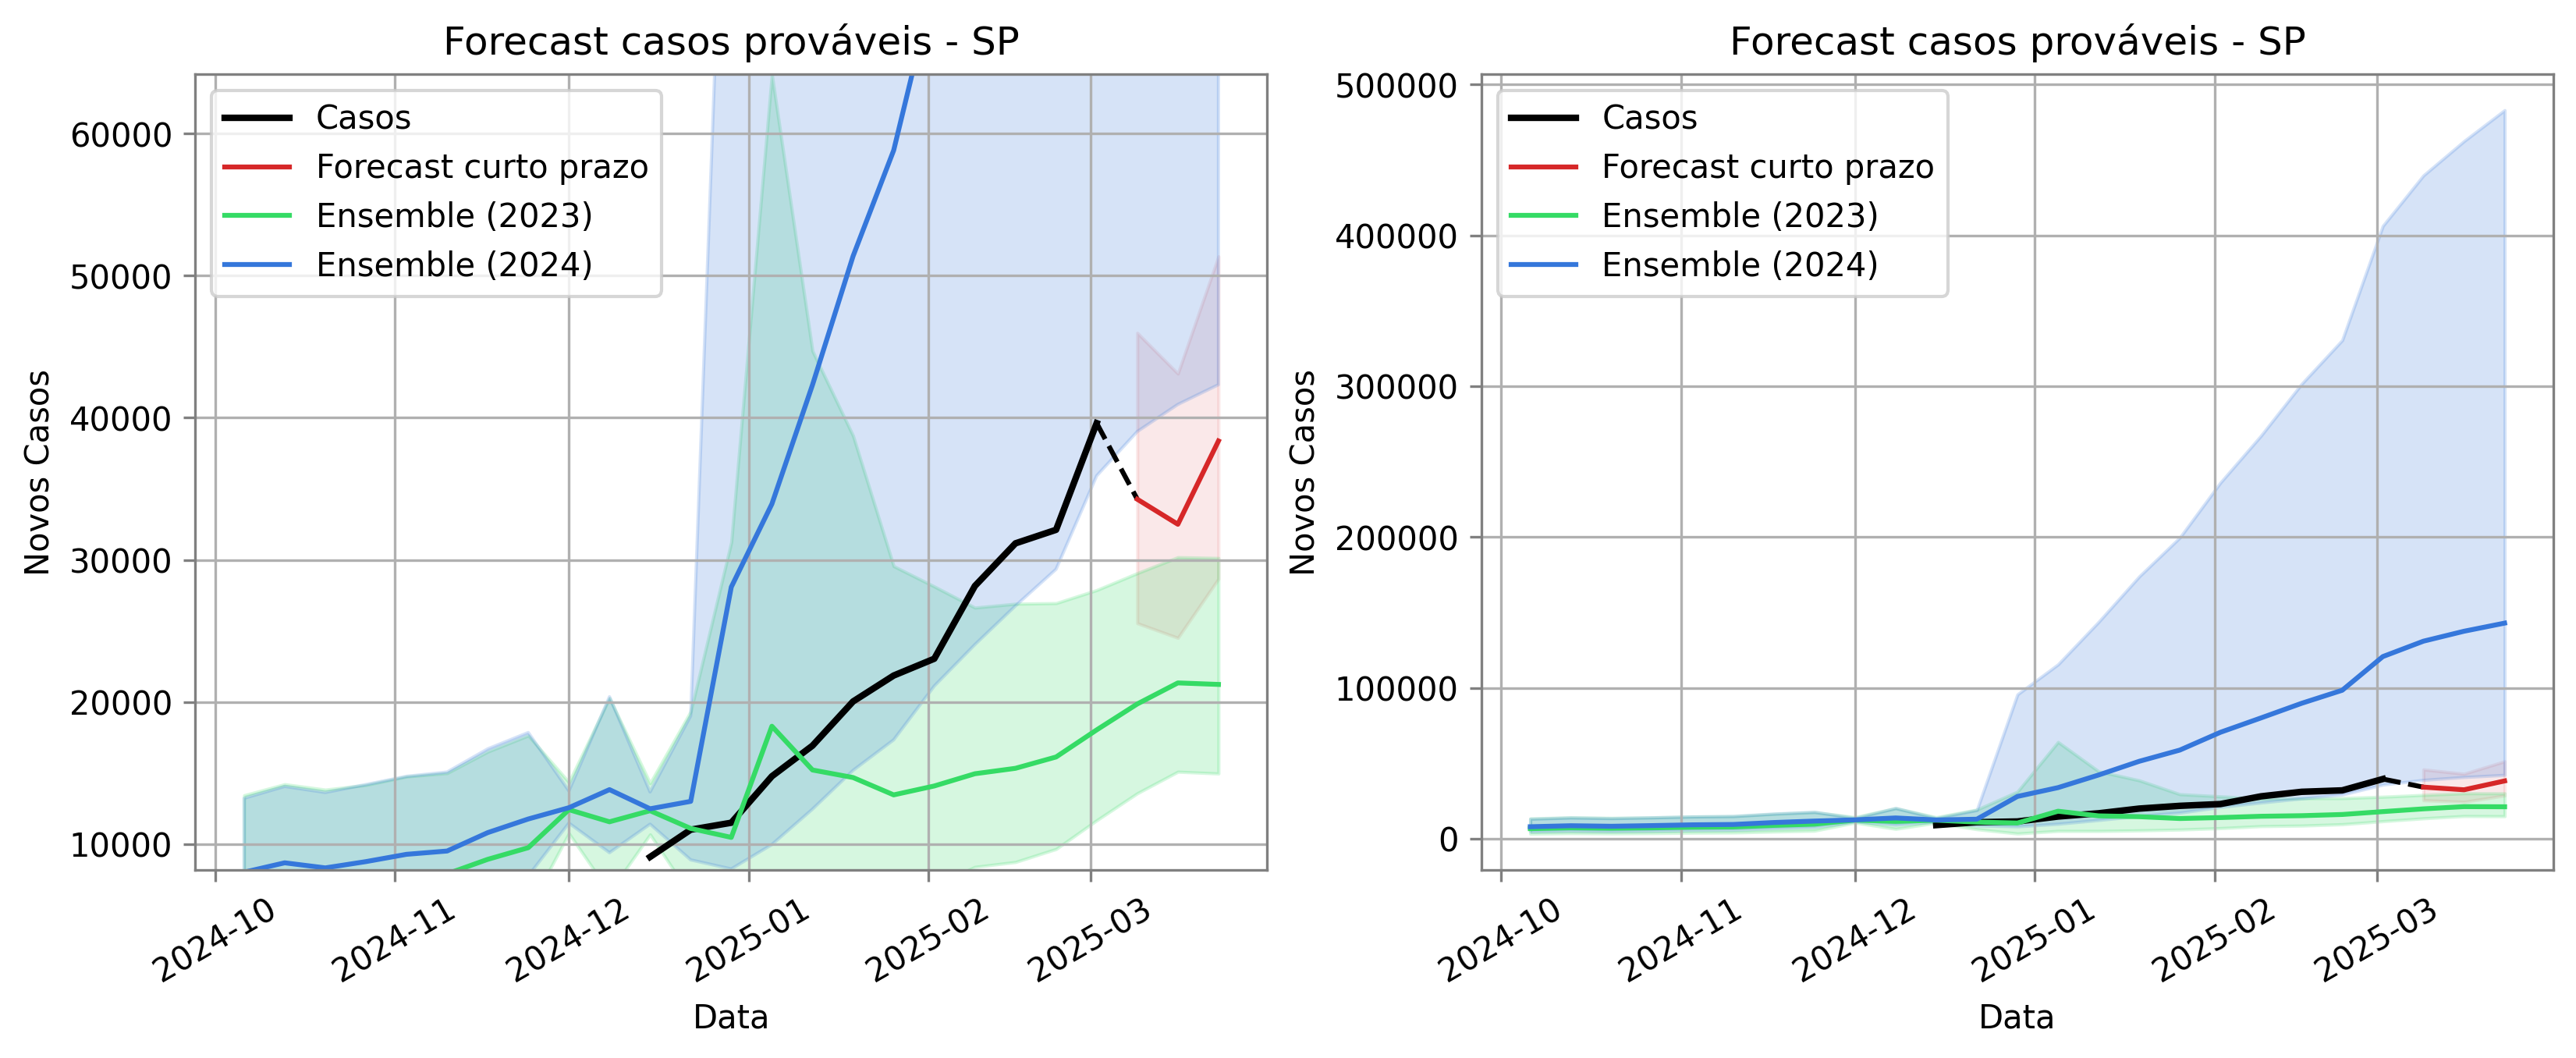 Forecast casos prováveis - SP
Novos Casos
60000
50000
40000
30000
20000
10000
Casos
Forecast curto prazo
Ensemble (2023)
Ensemble (2024)
2024-10
2024-11
2024-12
2025-01
2025-02
2025-03
Data
Forecast casos prováveis - SP
Novos Casos
500000
400000
300000
200000
100000
0
Casos
Forecast curto prazo
Ensemble (2023)
Ensemble (2024)
2024-10
2024-11
2024-12
2025-01
2025-02
2025-03
Data